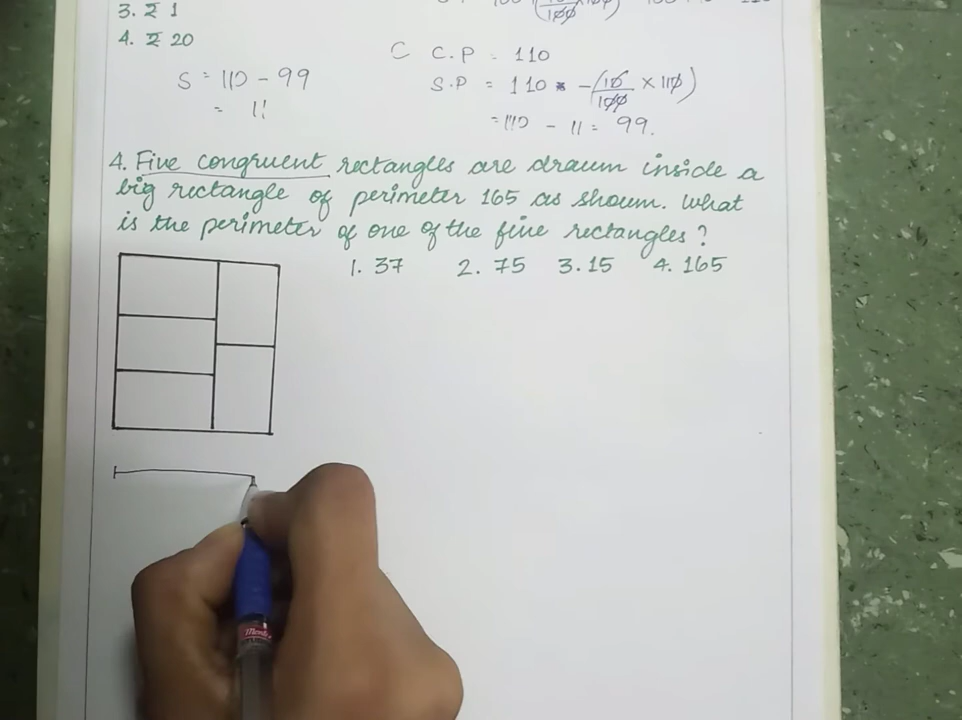 3. ₹ 1
4. ₹ 20
S = 110 - 99
= 11
C C.P = 110
S.P = 110 - (10/100 × 110)
= 110 - 11 = 99.
4. Five congruent rectangles are drawn inside a
big rectangle of perimeter 165 as shown. What
is the perimeter of one of the five rectangles?
1. 37 2. 75 3. 15 4. 165